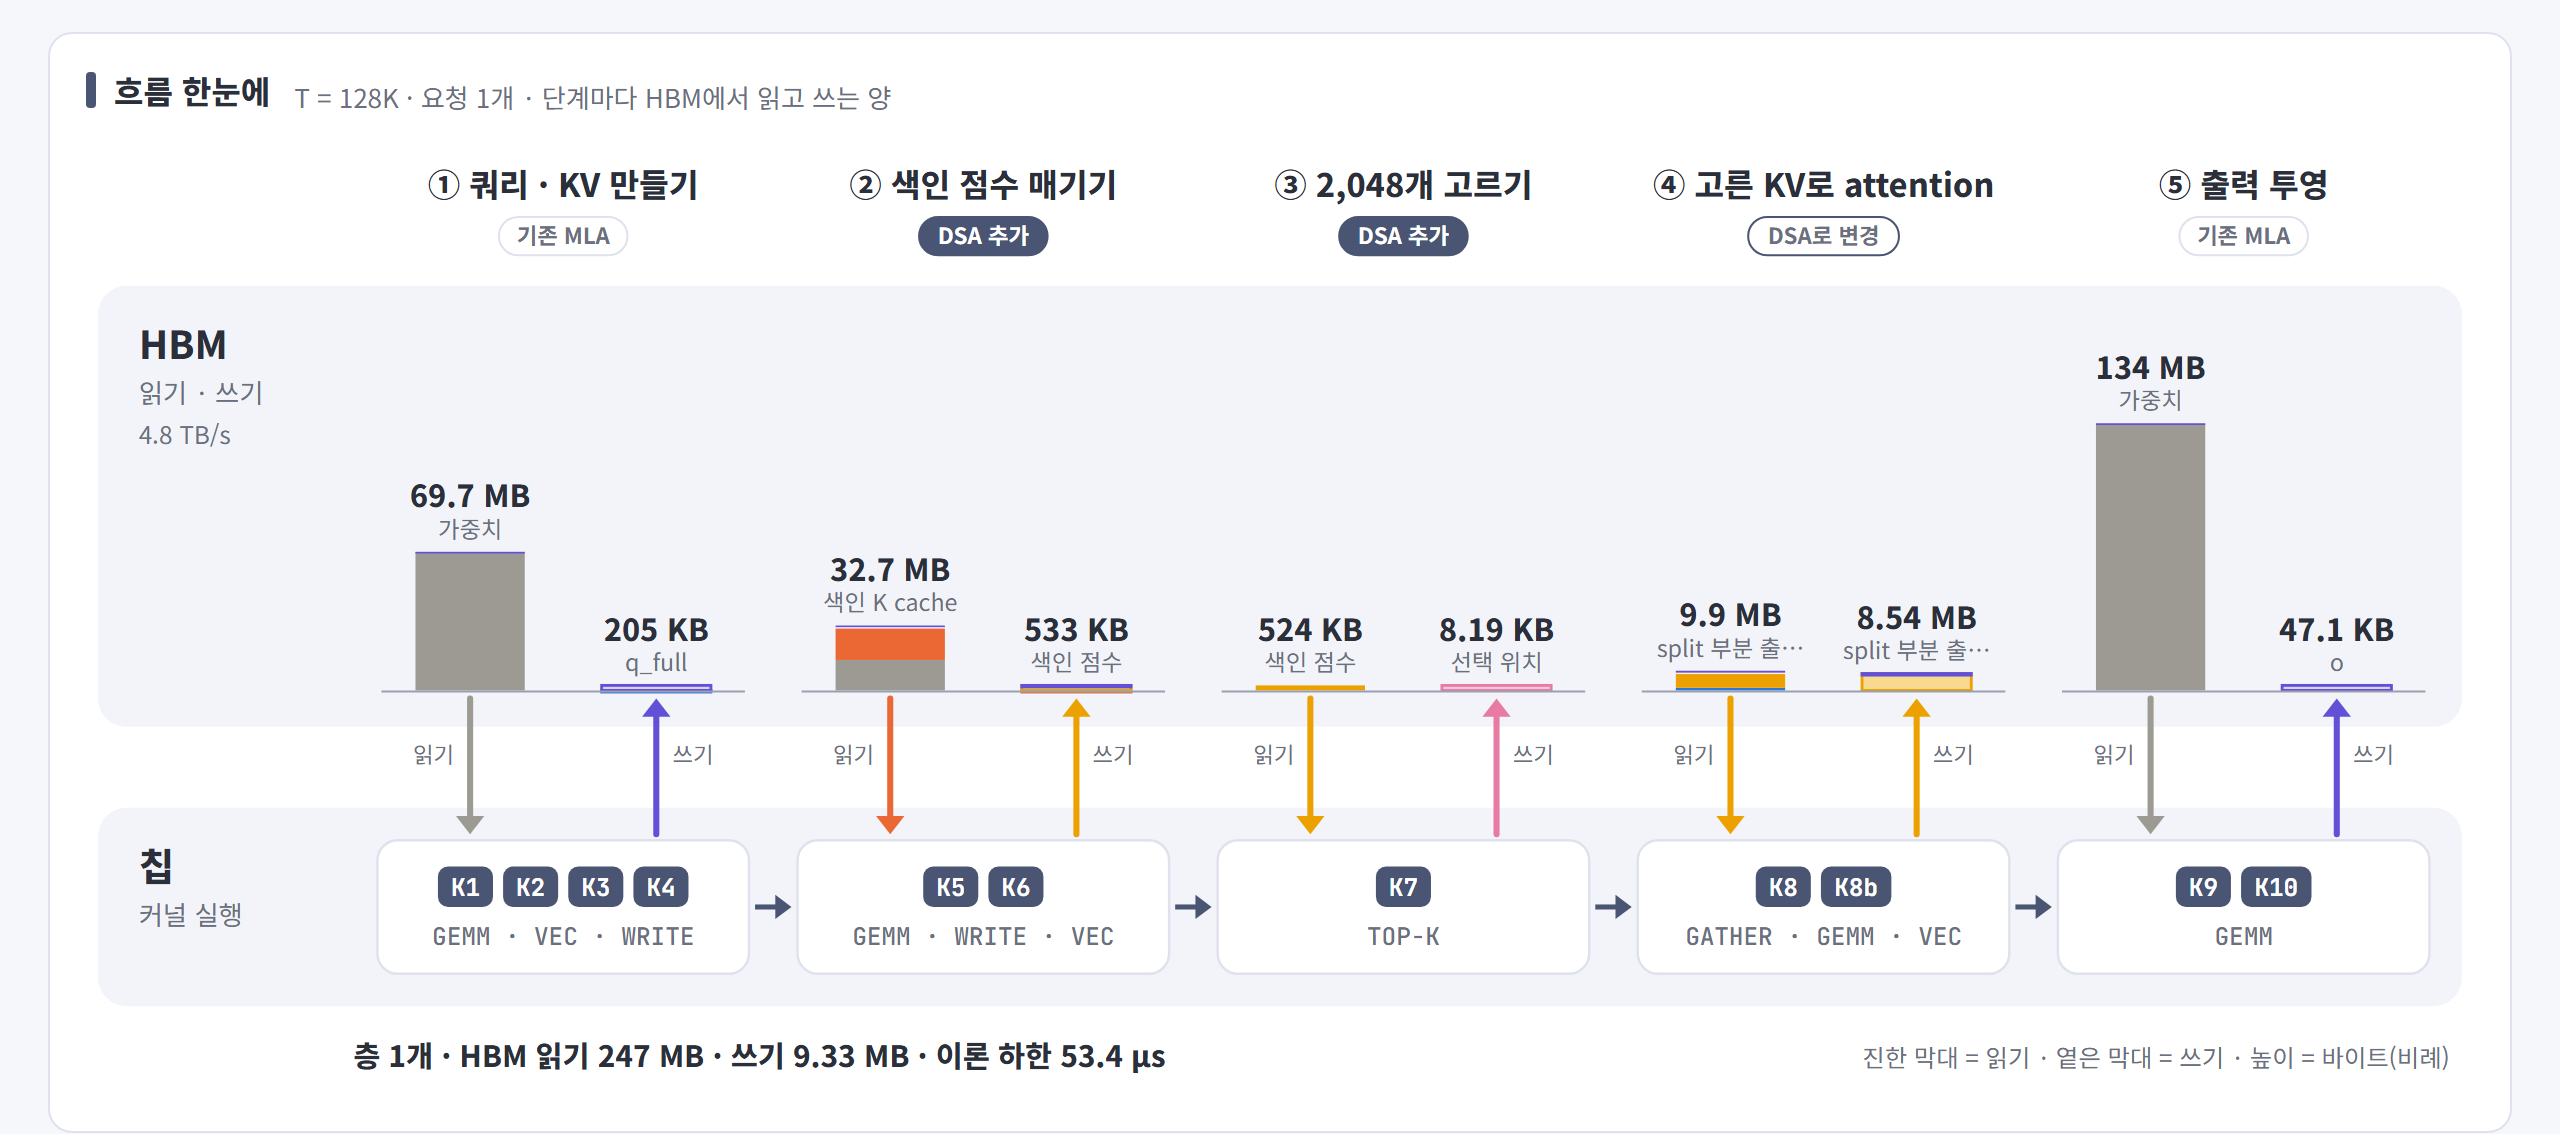 흐름 한눈에 T = 128K · 요청 1개 · 단계마다 HBM에서 읽고 쓰는 양
① 쿼리 · KV 만들기
기존 MLA
② 색인 점수 매기기
DSA 추가
③ 2,048개 고르기
DSA 추가
④ 고른 KV로 attention
DSA로 변경
⑤ 출력 투영
기존 MLA
HBM
읽기 · 쓰기
4.8 TB/s
69.7 MB
가중치
205 KB
q_full
32.7 MB
색인 K cache
533 KB
색인 점수
524 KB
색인 점수
8.19 KB
선택 위치
9.9 MB
split 부분 출…
8.54 MB
split 부분 출…
134 MB
가중치
47.1 KB
o
읽기 쓰기 읽기 쓰기 읽기 쓰기 읽기 쓰기 읽기 쓰기
칩
커널 실행
K1 K2 K3 K4
GEMM · VEC · WRITE
K5 K6
GEMM · WRITE · VEC
K7
TOP-K
K8 K8b
GATHER · GEMM · VEC
K9 K10
GEMM
층 1개 · HBM 읽기 247 MB · 쓰기 9.33 MB · 이론 하한 53.4 µs
진한 막대 = 읽기 · 옅은 막대 = 쓰기 · 높이 = 바이트(비례)